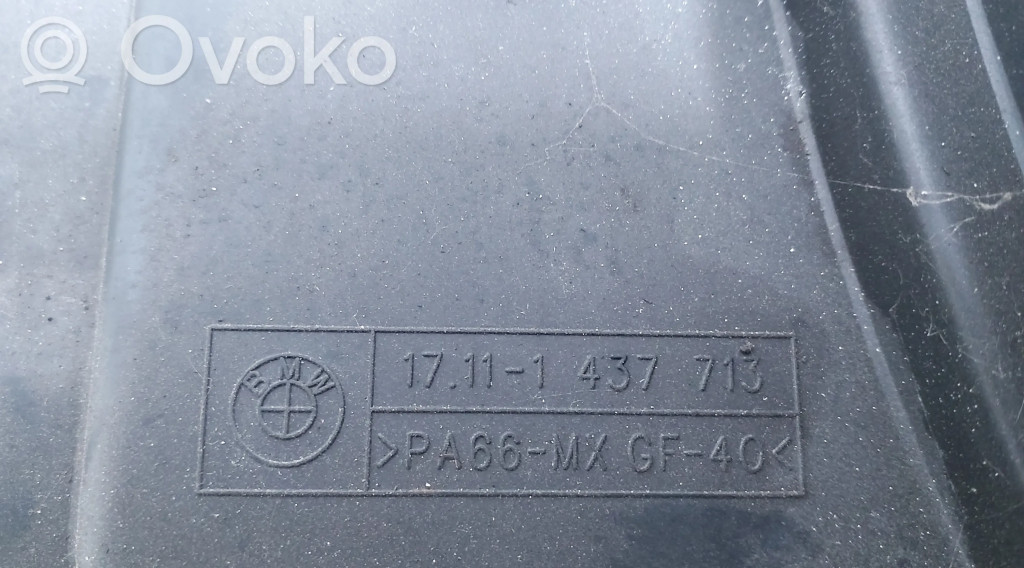 Ovoko
BMW
17.11-1 437 713
>PA66-MX GF-40<